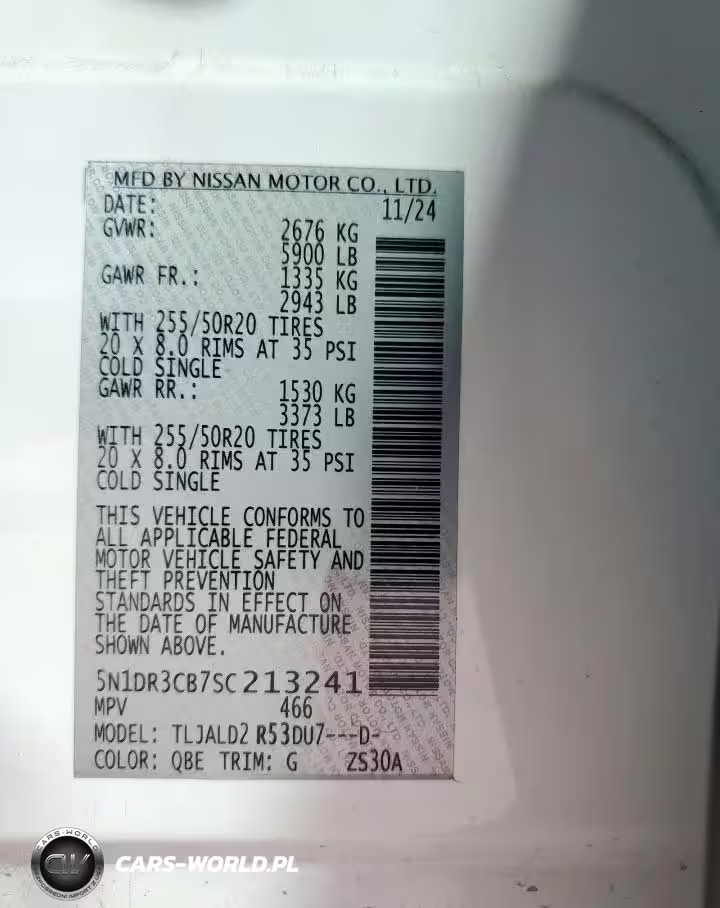 MFD BY NISSAN MOTOR CO., LTD.
DATE: 11/24
GVWR: 2676 KG
5900 LB
GAWR FR.: 1335 KG
2943 LB
WITH 255/50R20 TIRES
20 X 8.0 RIMS AT 35 PSI
COLD SINGLE
GAWR RR.: 1530 KG
3373 LB
WITH 255/50R20 TIRES
20 X 8.0 RIMS AT 35 PSI
COLD SINGLE
THIS VEHICLE CONFORMS TO
ALL APPLICABLE FEDERAL
MOTOR VEHICLE SAFETY AND
THEFT PREVENTION
STANDARDS IN EFFECT ON
THE DATE OF MANUFACTURE
SHOWN ABOVE.
5N1DR3CB7SC213241
MPV 466
MODEL: TLJALD2 R53DU7---D-
COLOR: QBE TRIM: G ZS30A
CARS-WORLD
CARS-WORLD.PL